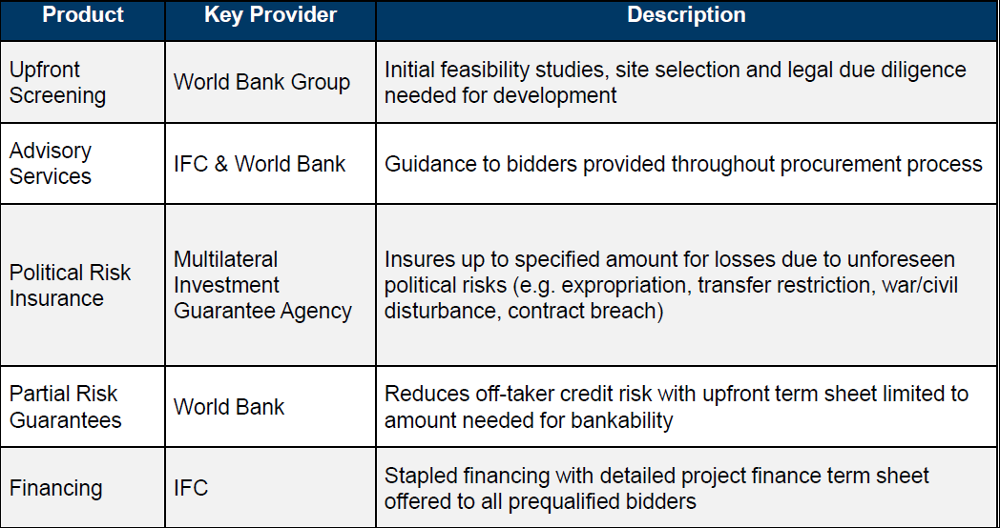 Product Key Provider Description
Upfront
Screening
World Bank Group
Initial feasibility studies, site selection and legal due diligence
needed for development
Advisory
Services
IFC & World Bank
Guidance to bidders provided throughout procurement process
Political Risk
Insurance
Multilateral
Investment
Guarantee Agency
Insures up to specified amount for losses due to unforeseen
political risks (e.g. expropriation, transfer restriction, war/civil
disturbance, contract breach)
Partial Risk
Guarantees
World Bank
Reduces off-taker credit risk with upfront term sheet limited to
amount needed for bankability
Financing
IFC
Stapled financing with detailed project finance term sheet
offered to all prequalified bidders